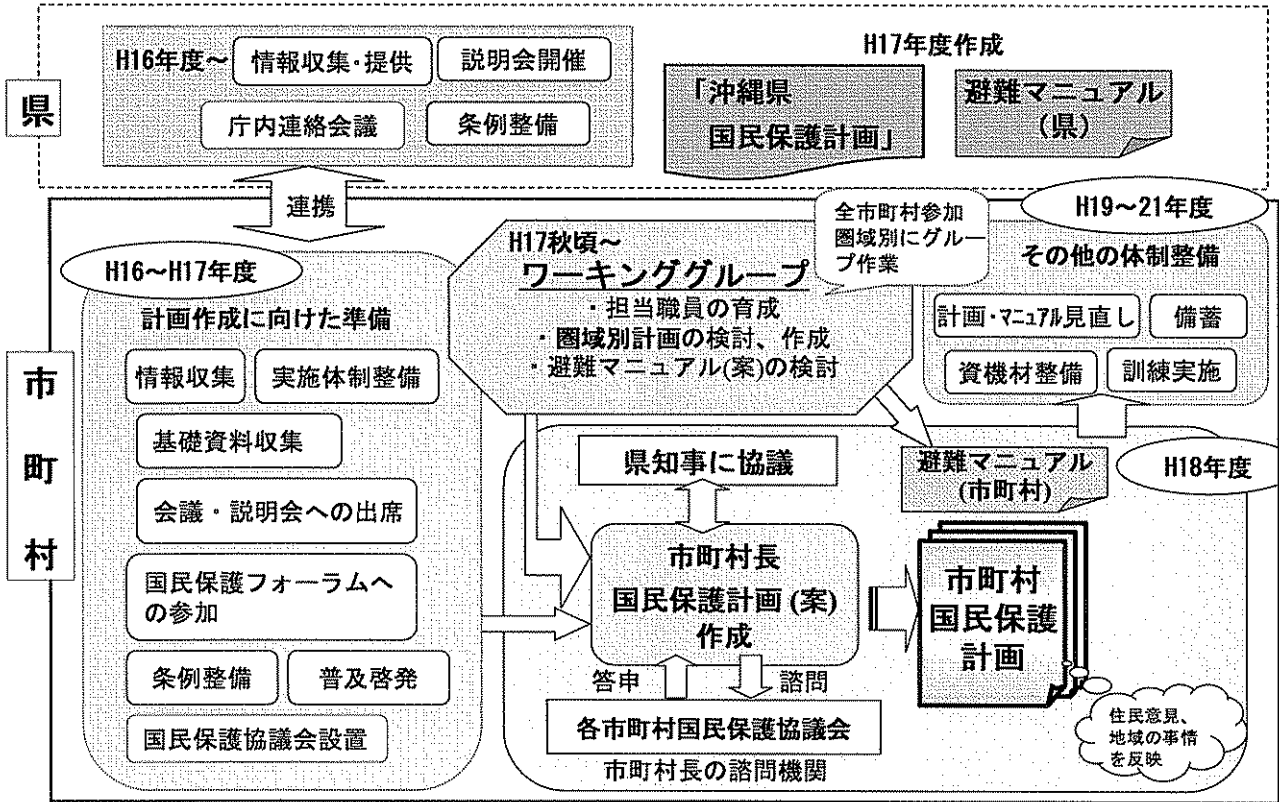 県
H16年度～
情報収集・提供
説明会開催
庁内連絡会議
条例整備
H17年度作成
「沖縄県
国民保護計画」
避難マニュアル
(県)
連携
市町村
H16～H17年度
計画作成に向けた準備
情報収集
実施体制整備
基礎資料収集
会議・説明会への出席
国民保護フォーラムへ
の参加
条例整備
普及啓発
国民保護協議会設置
H17秋頃～
ワーキンググループ
・担当職員の育成
・圏域別計画の検討、作成
・避難マニュアル(案)の検討
全市町村参加
圏域別にグルー
プ作業
H19～21年度
その他の体制整備
計画・マニュアル見直し
備蓄
資機材整備
訓練実施
県知事に協議
避難マニュアル
(市町村)
H18年度
市町村長
国民保護計画(案)
作成
市町村
国民保護
計画
答申
諮問
各市町村国民保護協議会
市町村長の諮問機関
住民意見、
地域の事情
を反映